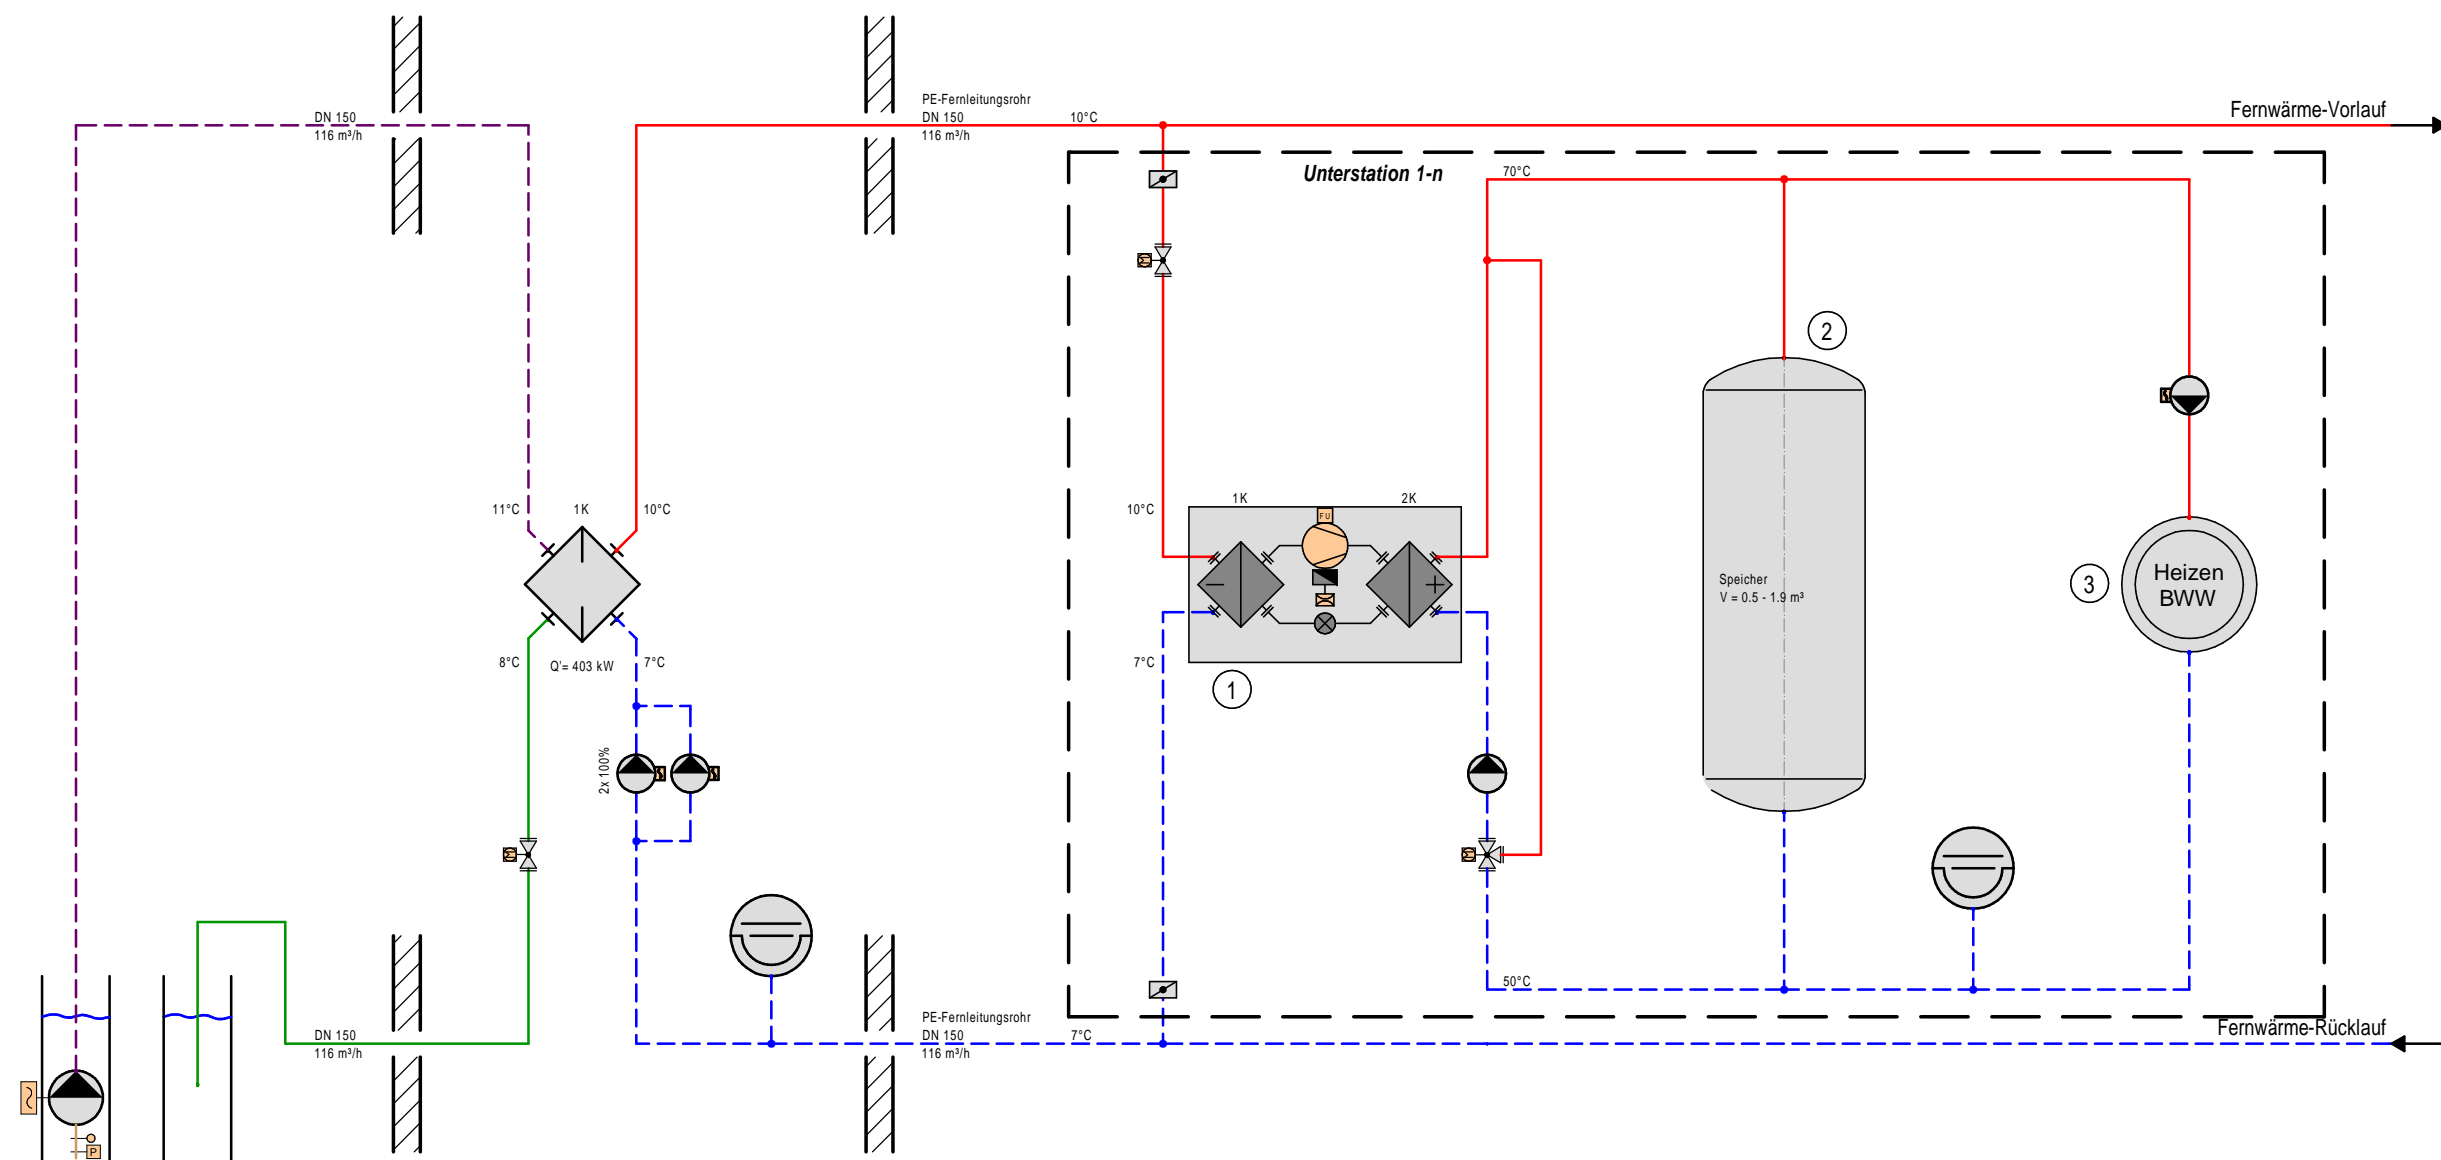 PE-Fernleitungsrohr
DN 150
116 m³/h
DN 150
116 m³/h
10°C
Fernwärme-Vorlauf
Unterstation 1-n
70°C
2
11°C
1K
10°C
10°C
1K
2K
FU
8°C
Q'= 403 kW
7°C
7°C
1
Speicher
V = 0.5 - 1.9 m³
3
Heizen
BWW
2x 100%
50°C
PE-Fernleitungsrohr
DN 150
116 m³/h
DN 150
116 m³/h
7°C
Fernwärme-Rücklauf
P